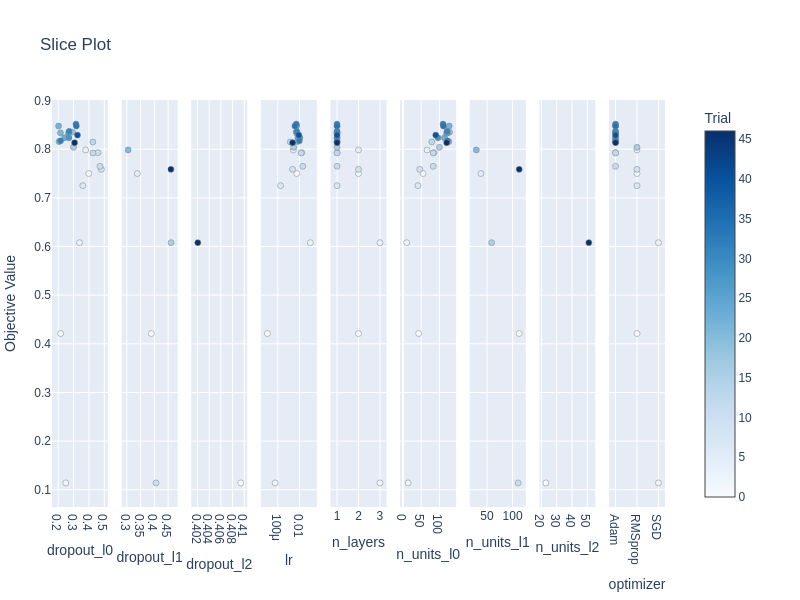 Slice Plot
Trial
Objective Value
0.9
0.8
0.7
0.6
0.5
0.4
0.3
0.2
0.1
0.2 0.3 0.4 0.5
dropout_l0
0.3 0.35 0.4 0.45
dropout_l1
0.402 0.404 0.406 0.408 0.41
dropout_l2
100μ 0.01
lr
1 2 3
n_layers
0 50 100
n_units_l0
50 100
n_units_l1
20 30 40 50
n_units_l2
Adam RMSprop SGD
optimizer
45
40
35
30
25
20
15
10
5
0